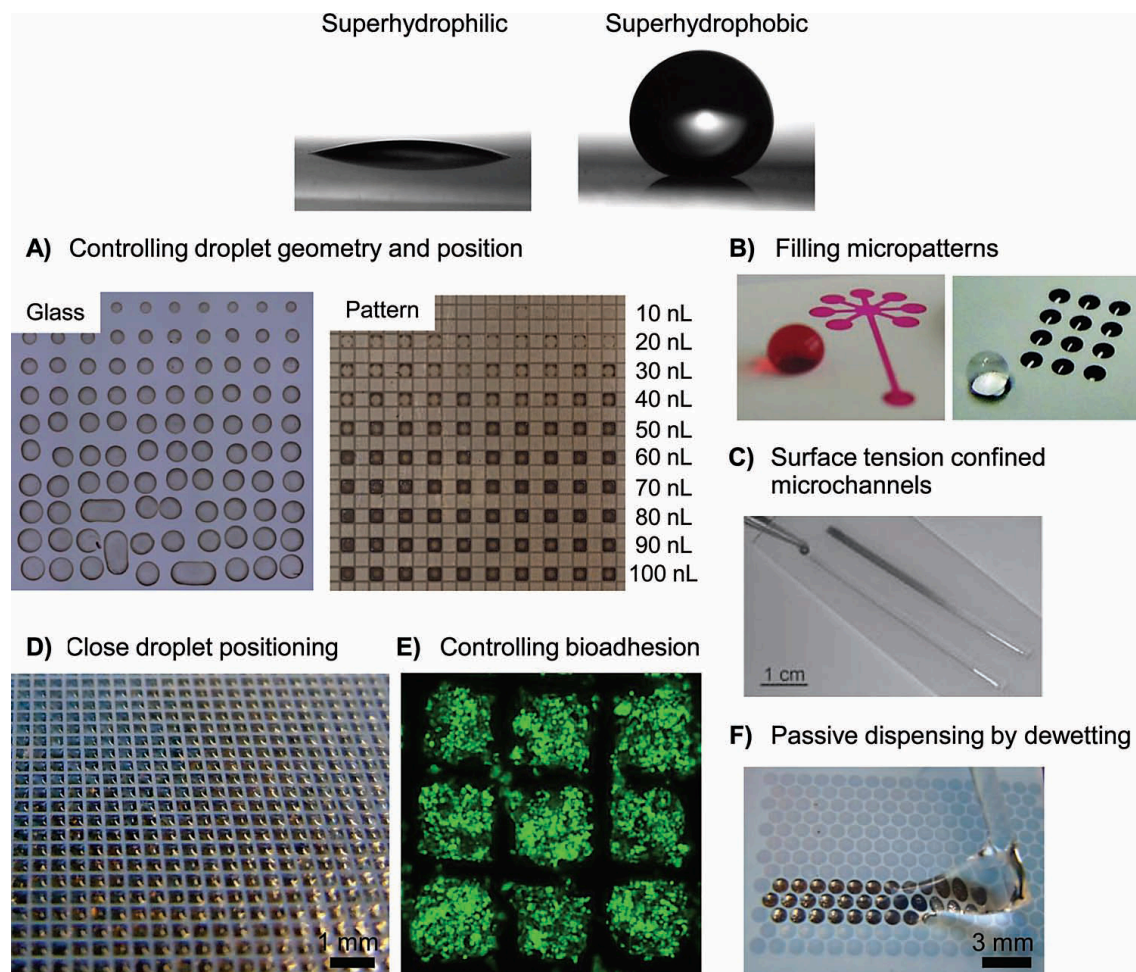 Superhydrophilic
Superhydrophobic
A) Controlling droplet geometry and position
Glass
Pattern
10 nL
20 nL
30 nL
40 nL
50 nL
60 nL
70 nL
80 nL
90 nL
100 nL
B) Filling micropatterns
C) Surface tension confined
microchannels
1 cm
D) Close droplet positioning
1 mm
E) Controlling bioadhesion
F) Passive dispensing by dewetting
3 mm